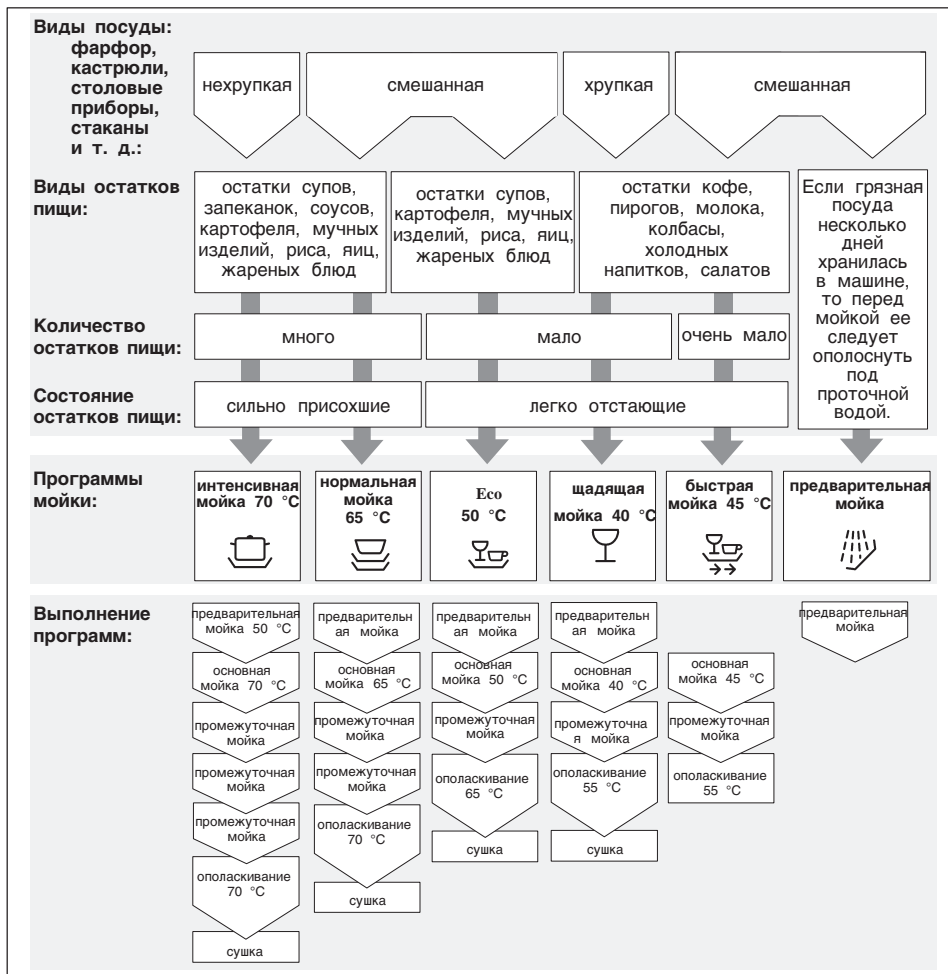 Виды посуды:
фарфор,
кастрюли,
столовые
приборы,
стаканы
и т. д.:
нехрупкая
смешанная
хрупкая
смешанная
Виды остатков
пищи:
остатки супов,
запеканок, соусов,
картофеля, мучных
изделий, риса, яиц,
жареных блюд
остатки супов,
картофеля, мучных
изделий, риса, яиц,
жареных блюд
остатки кофе,
пирогов, молока,
колбасы,
холодных
напитков, салатов
Если грязная
посуда
несколько
дней
хранилась
в машине,
то перед
мойкой ее
следует
ополоснуть
под
проточной
водой.
Количество
остатков пищи:
много
мало
очень мало
Состояние
остатков пищи:
сильно присохшие
легко отстающие
Программы
мойки:
интенсивная
мойка 70 °C
нормальная
мойка
65 °C
Eco
50 °C
щадящая
мойка 40 °C
быстрая
мойка 45 °C
предварительная
мойка
Выполнение
программ:
предварительная
мойка 50 °C
основная
мойка 70 °C
промежуточная
мойка
промежуточная
мойка
промежуточная
мойка
ополаскивание
70 °C
сушка
предварительн
ая мойка
основная
мойка 65 °C
промежуточная
мойка
промежуточная
мойка
ополаскивание
70 °C
сушка
предварительн
ая мойка
основная
мойка 50 °C
промежуточная
мойка
ополаскивание
65 °C
сушка
предварительн
ая мойка
основная
мойка 40 °C
промежуточна
я мойка
ополаскивание
55 °C
сушка
основная
мойка 45 °C
промежуточная
мойка
ополаскивание
55 °C
предварительная
мойка